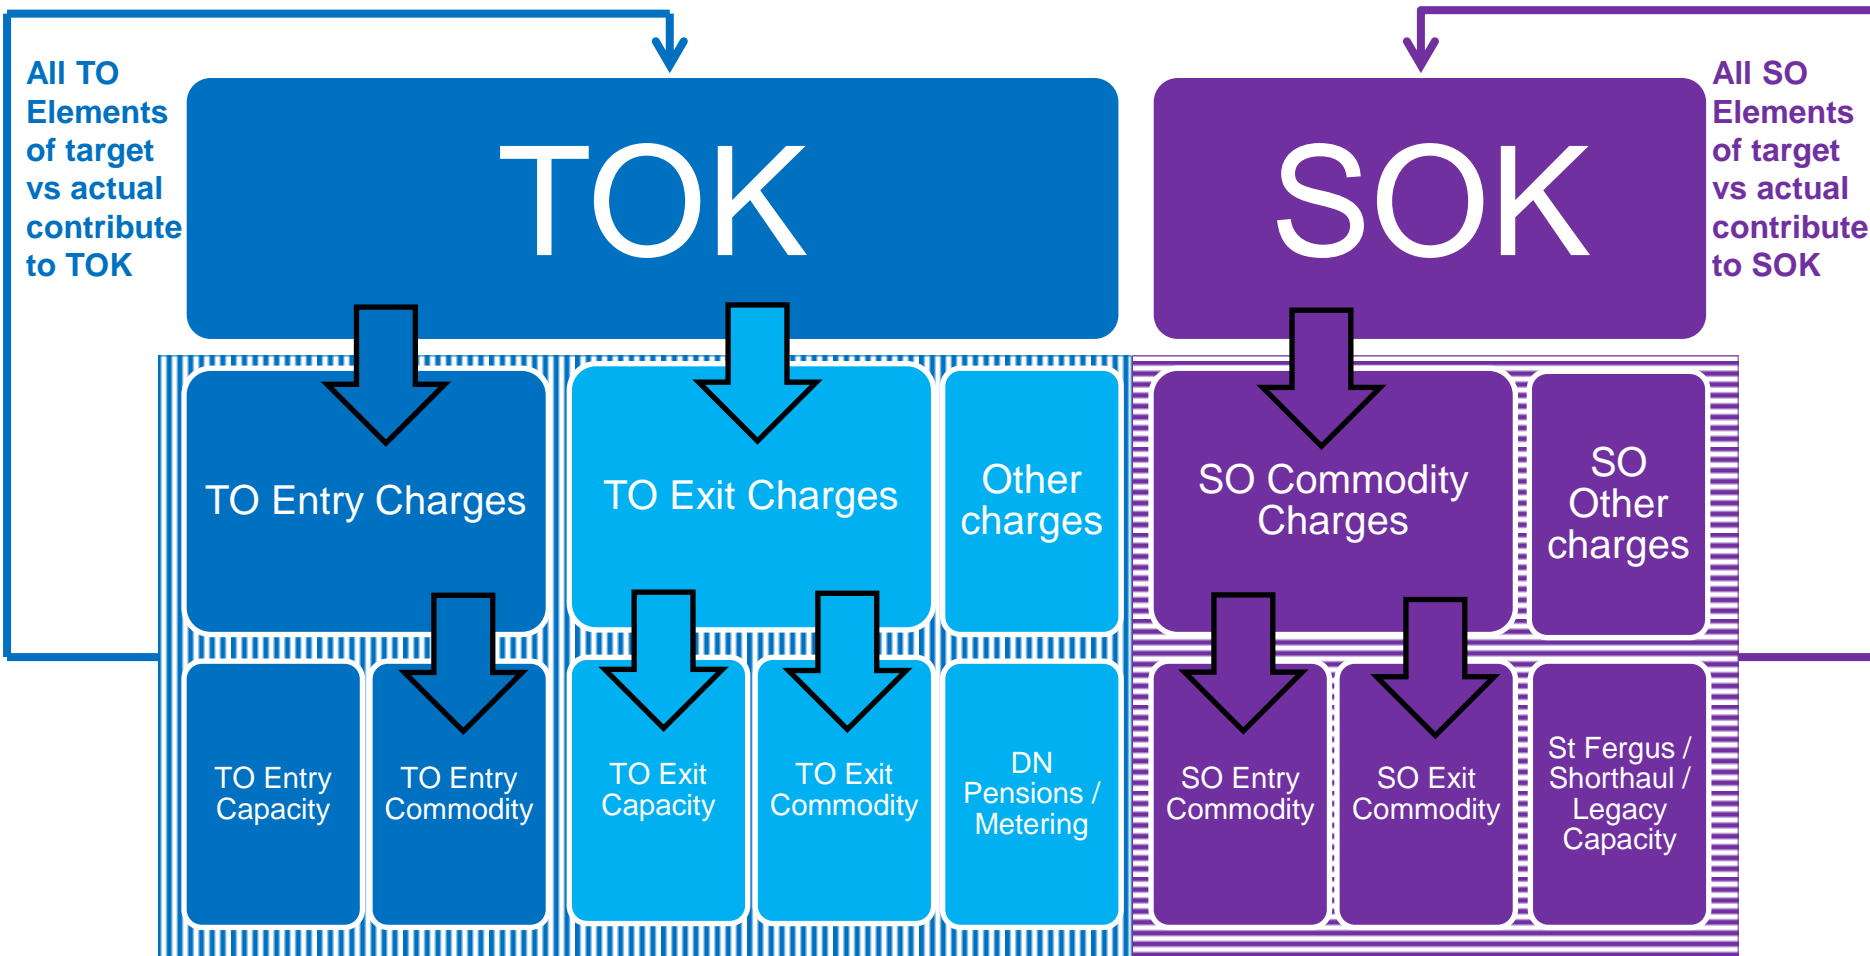 All TO
Elements
of target
vs actual
contribute
to TOK
TOK
SOK
All SO
Elements
of target
vs actual
contribute
to SOK
TO Entry Charges
TO Exit Charges
Other
charges
SO Commodity
Charges
SO
Other
charges
TO Entry
Capacity
TO Entry
Commodity
TO Exit
Capacity
TO Exit
Commodity
DN
Pensions /
Metering
SO Entry
Commodity
SO Exit
Commodity
St Fergus /
Shorthaul /
Legacy
Capacity